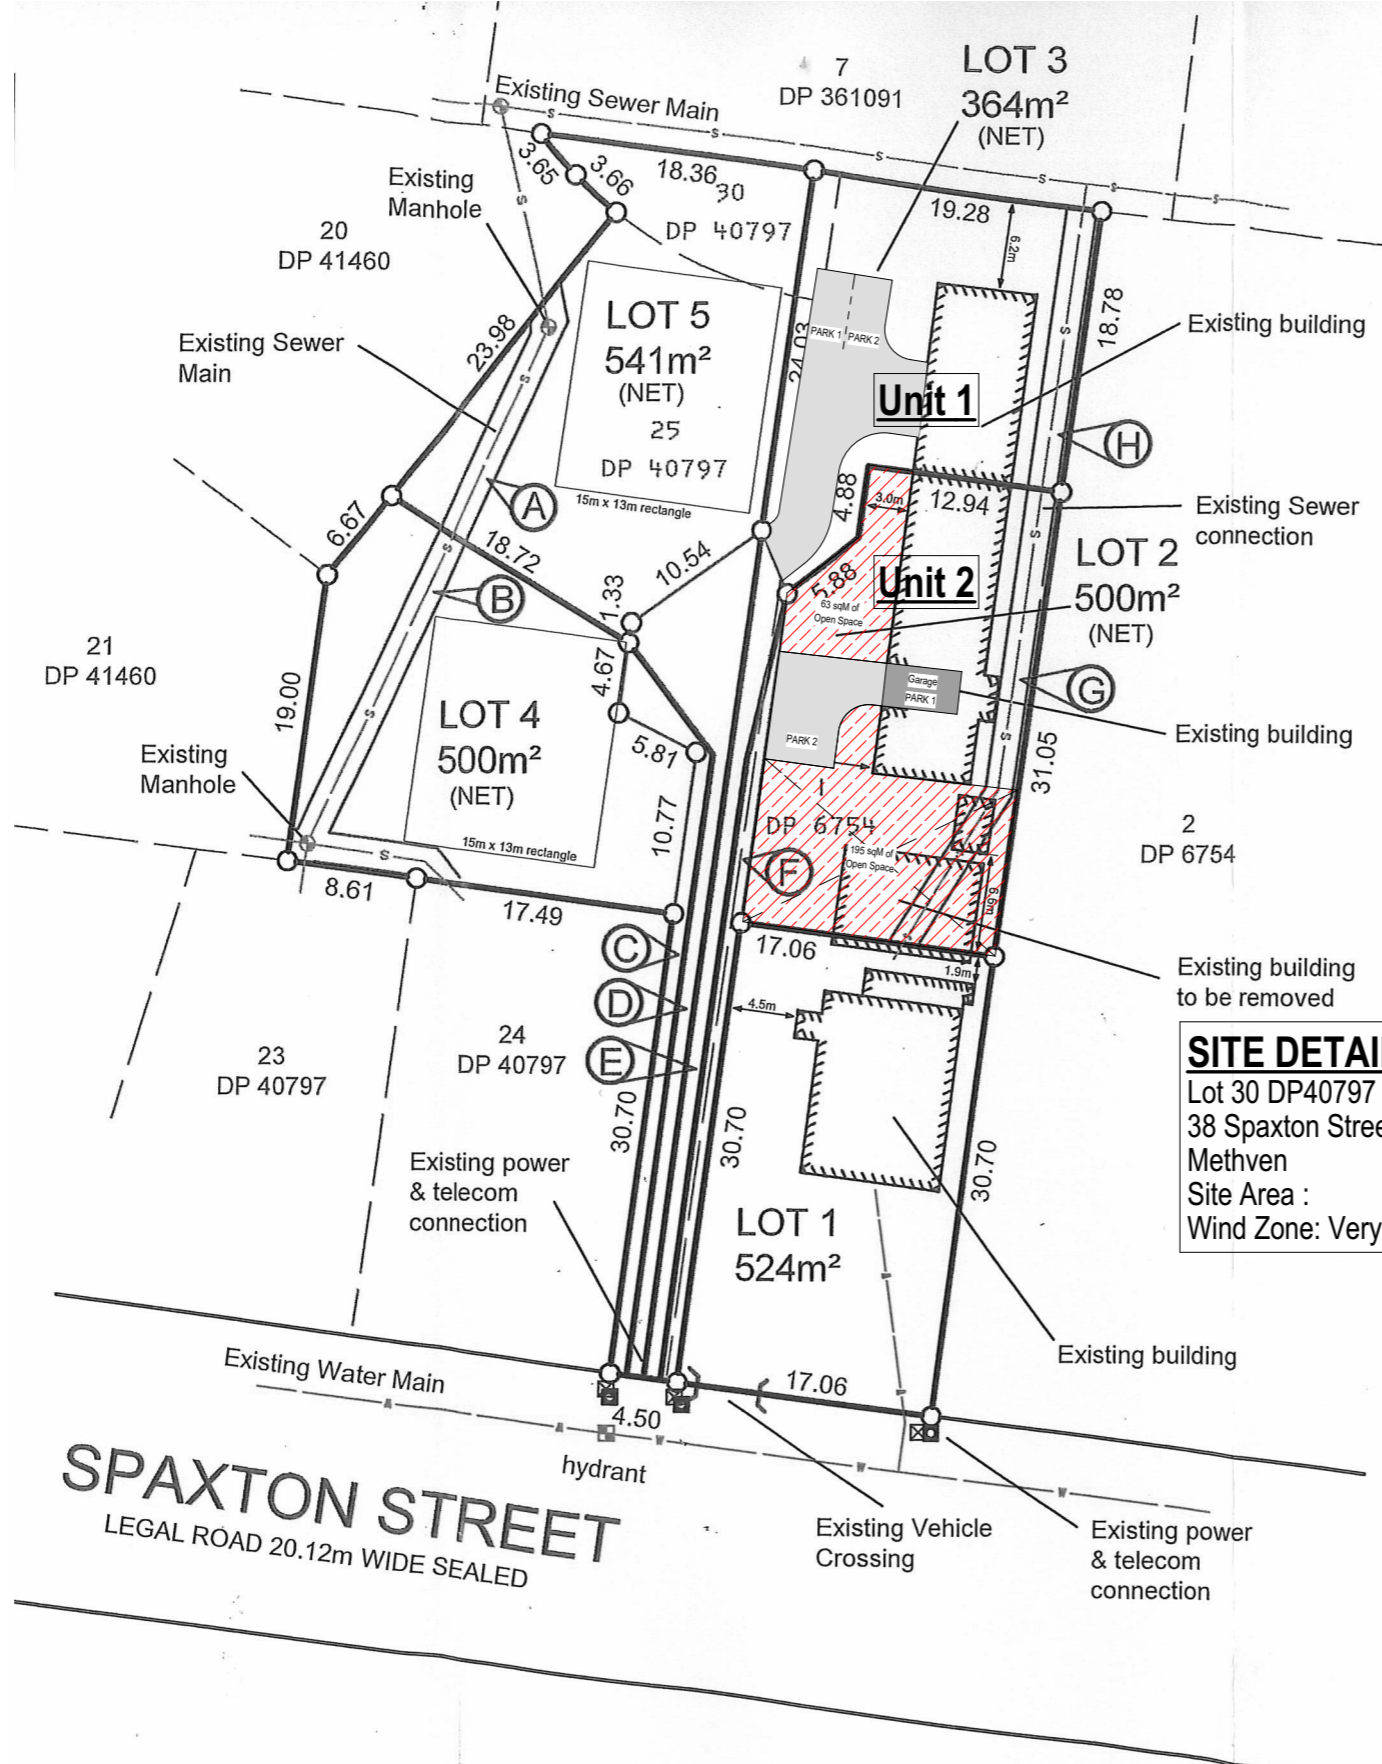 7
DP 361091
LOT 3
364m²
(NET)
Existing Sewer Main
3.65
3.66
18.36
30
DP 40797
19.28
6.2m
Existing
Manhole
20
DP 41460
LOT 5
541m²
(NET)
25
DP 40797
15m x 13m rectangle
23.98
24.03
PARK 1
PARK 2
18.78
Existing building
Existing Sewer
Main
Unit 1
H
A
6.67
18.72
10.54
4.88
3.0m
12.94
Existing Sewer
connection
LOT 2
500m²
(NET)
B
1.33
5.88
Unit 2
63 sqM of
Open Space
21
DP 41460
19.00
4.67
LOT 4
500m²
(NET)
15m x 13m rectangle
5.81
Garage
PARK 1
PARK 2
G
Existing building
31.05
Existing
Manhole
10.77
1
DP 6754
195 sqM of
Open Space
F
6.6m
2
DP 6754
8.61
17.49
17.06
1.9m
4.5m
C
D
E
Existing building
to be removed
23
DP 40797
24
DP 40797
SITE DETAI
Lot 30 DP40797
38 Spaxton Stree
Methven
Site Area :
Wind Zone: Very
30.70
30.70
30.70
Existing power
& telecom
connection
LOT 1
524m²
Existing building
Existing Water Main
17.06
4.50
hydrant
SPAXTON STREET
LEGAL ROAD 20.12m WIDE SEALED
Existing Vehicle
Crossing
Existing power
& telecom
connection